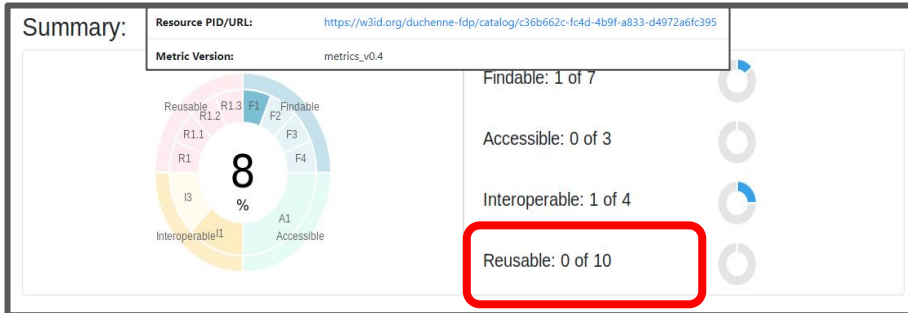 Summary:
Resource PID/URL: https://w3id.org/duchenne-fdp/catalog/c36b662c-fc4d-4b9f-a833-d4972a6fc395
Metric Version: metrics_v0.4
Reusable
R1.3
F1
Findable
R1.2
F2
R1.1
F3
R1
F4
8
%
I3
A1
Interoperable
I1
Accessible
Findable: 1 of 7
Accessible: 0 of 3
Interoperable: 1 of 4
Reusable: 0 of 10